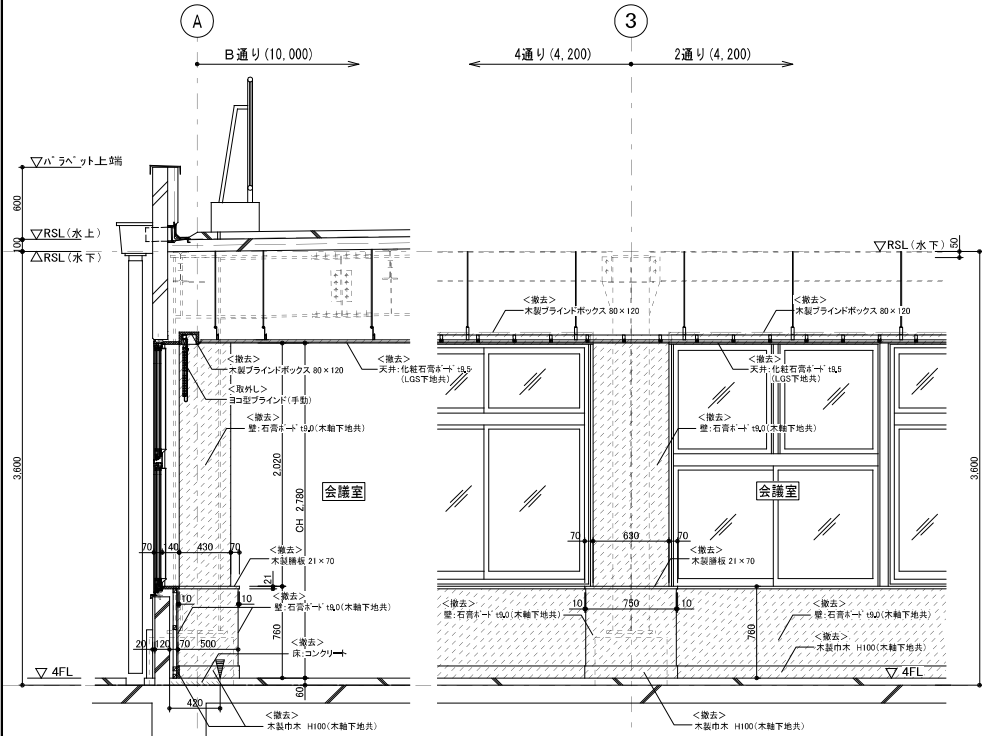 A
3
B通り(10,000)
4通り(4,200)
2通り(4,200)
▽パラペット上端
600
▽RSL(水上)
100
△RSL(水下)
▽RSL(水下)
50
<撤去>
木製ブラインドボックス 80×120
<撤去>
木製ブラインドボックス 80×120
<撤去>
木製ブラインドボックス 80×120
<撤去>
天井:化粧石膏ボードt9.5
(LGS下地共)
<撤去>
天井:化粧石膏ボードt9.5
(LGS下地共)
<取外し>
ヨコ型ブラインド(手動)
<撤去>
壁:石膏ボードt9.0(木軸下地共)
<撤去>
壁:石膏ボードt9.0(木軸下地共)
3,600
2,020
CH 2,780
会議室
会議室
3,600
70
140
430
70
70
630
70
<撤去>
木製膳板 21×70
<撤去>
木製膳板 21×70
21
10
10
<撤去>
壁:石膏ボードt9.0(木軸下地共)
<撤去>
壁:石膏ボードt9.0(木軸下地共)
10
750
10
<撤去>
壁:石膏ボードt9.0(木軸下地共)
20
120
70
500
760
760
<撤去>
床:コンクリート
<撤去>
木製巾木 H100(木軸下地共)
▽4FL
▽4FL
60
420
<撤去>
木製巾木 H100(木軸下地共)
<撤去>
木製巾木 H100(木軸下地共)